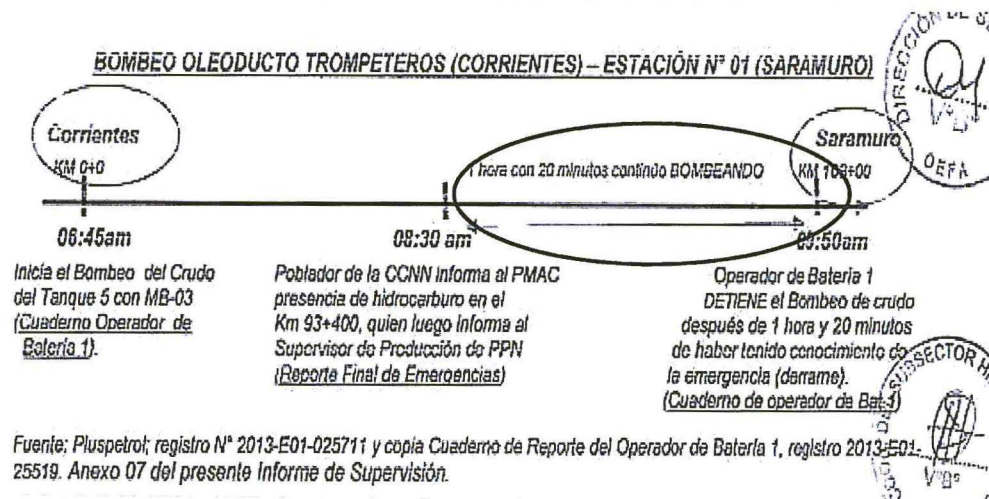 BOMBEO OLEODUCTO TROMPETEROS (CORRIENTES) – ESTACIÓN N° 01 (SARAMURO)
DIRECCIÓN DE
OEFA
Corrientes
KM 0+0
1 hora con 20 minutos continúo BOMBEANDO
Saramuro
06:45am
08:30 am
09:50am
Inicia el Bombeo del Crudo
del Tanque 5 con MB-03
(Cuaderno Operador de
Batería 1).
Poblador de la CCNN informa al PMAC
presencia de hidrocarburo en el
Km 93+400, quien luego informa al
Supervisor de Producción de PPN
(Reporte Final de Emergencias)
Operador de Batería 1
DETIENE el Bombeo de crudo
después de 1 hora y 20 minutos
de haber tenido conocimiento de
la emergencia (derrame).
(Cuaderno de operador de Bat-1)
SUBSECTOR
Fuente: Pluspetrol; registro N° 2013-E01-025711 y copia Cuaderno de Reporte del Operador de Batería 1, registro 2013-E01-
25519. Anexo 07 del presente Informe de Supervisión.